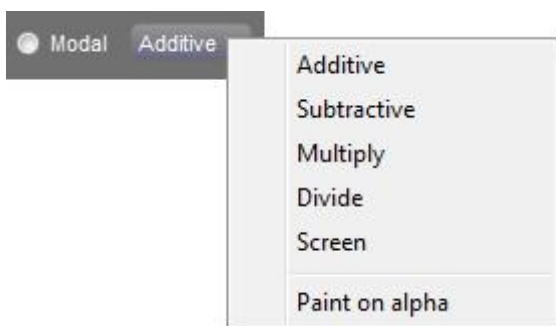 Modal Additive
Additive
Subtractive
Multiply
Divide
Screen
Paint on alpha